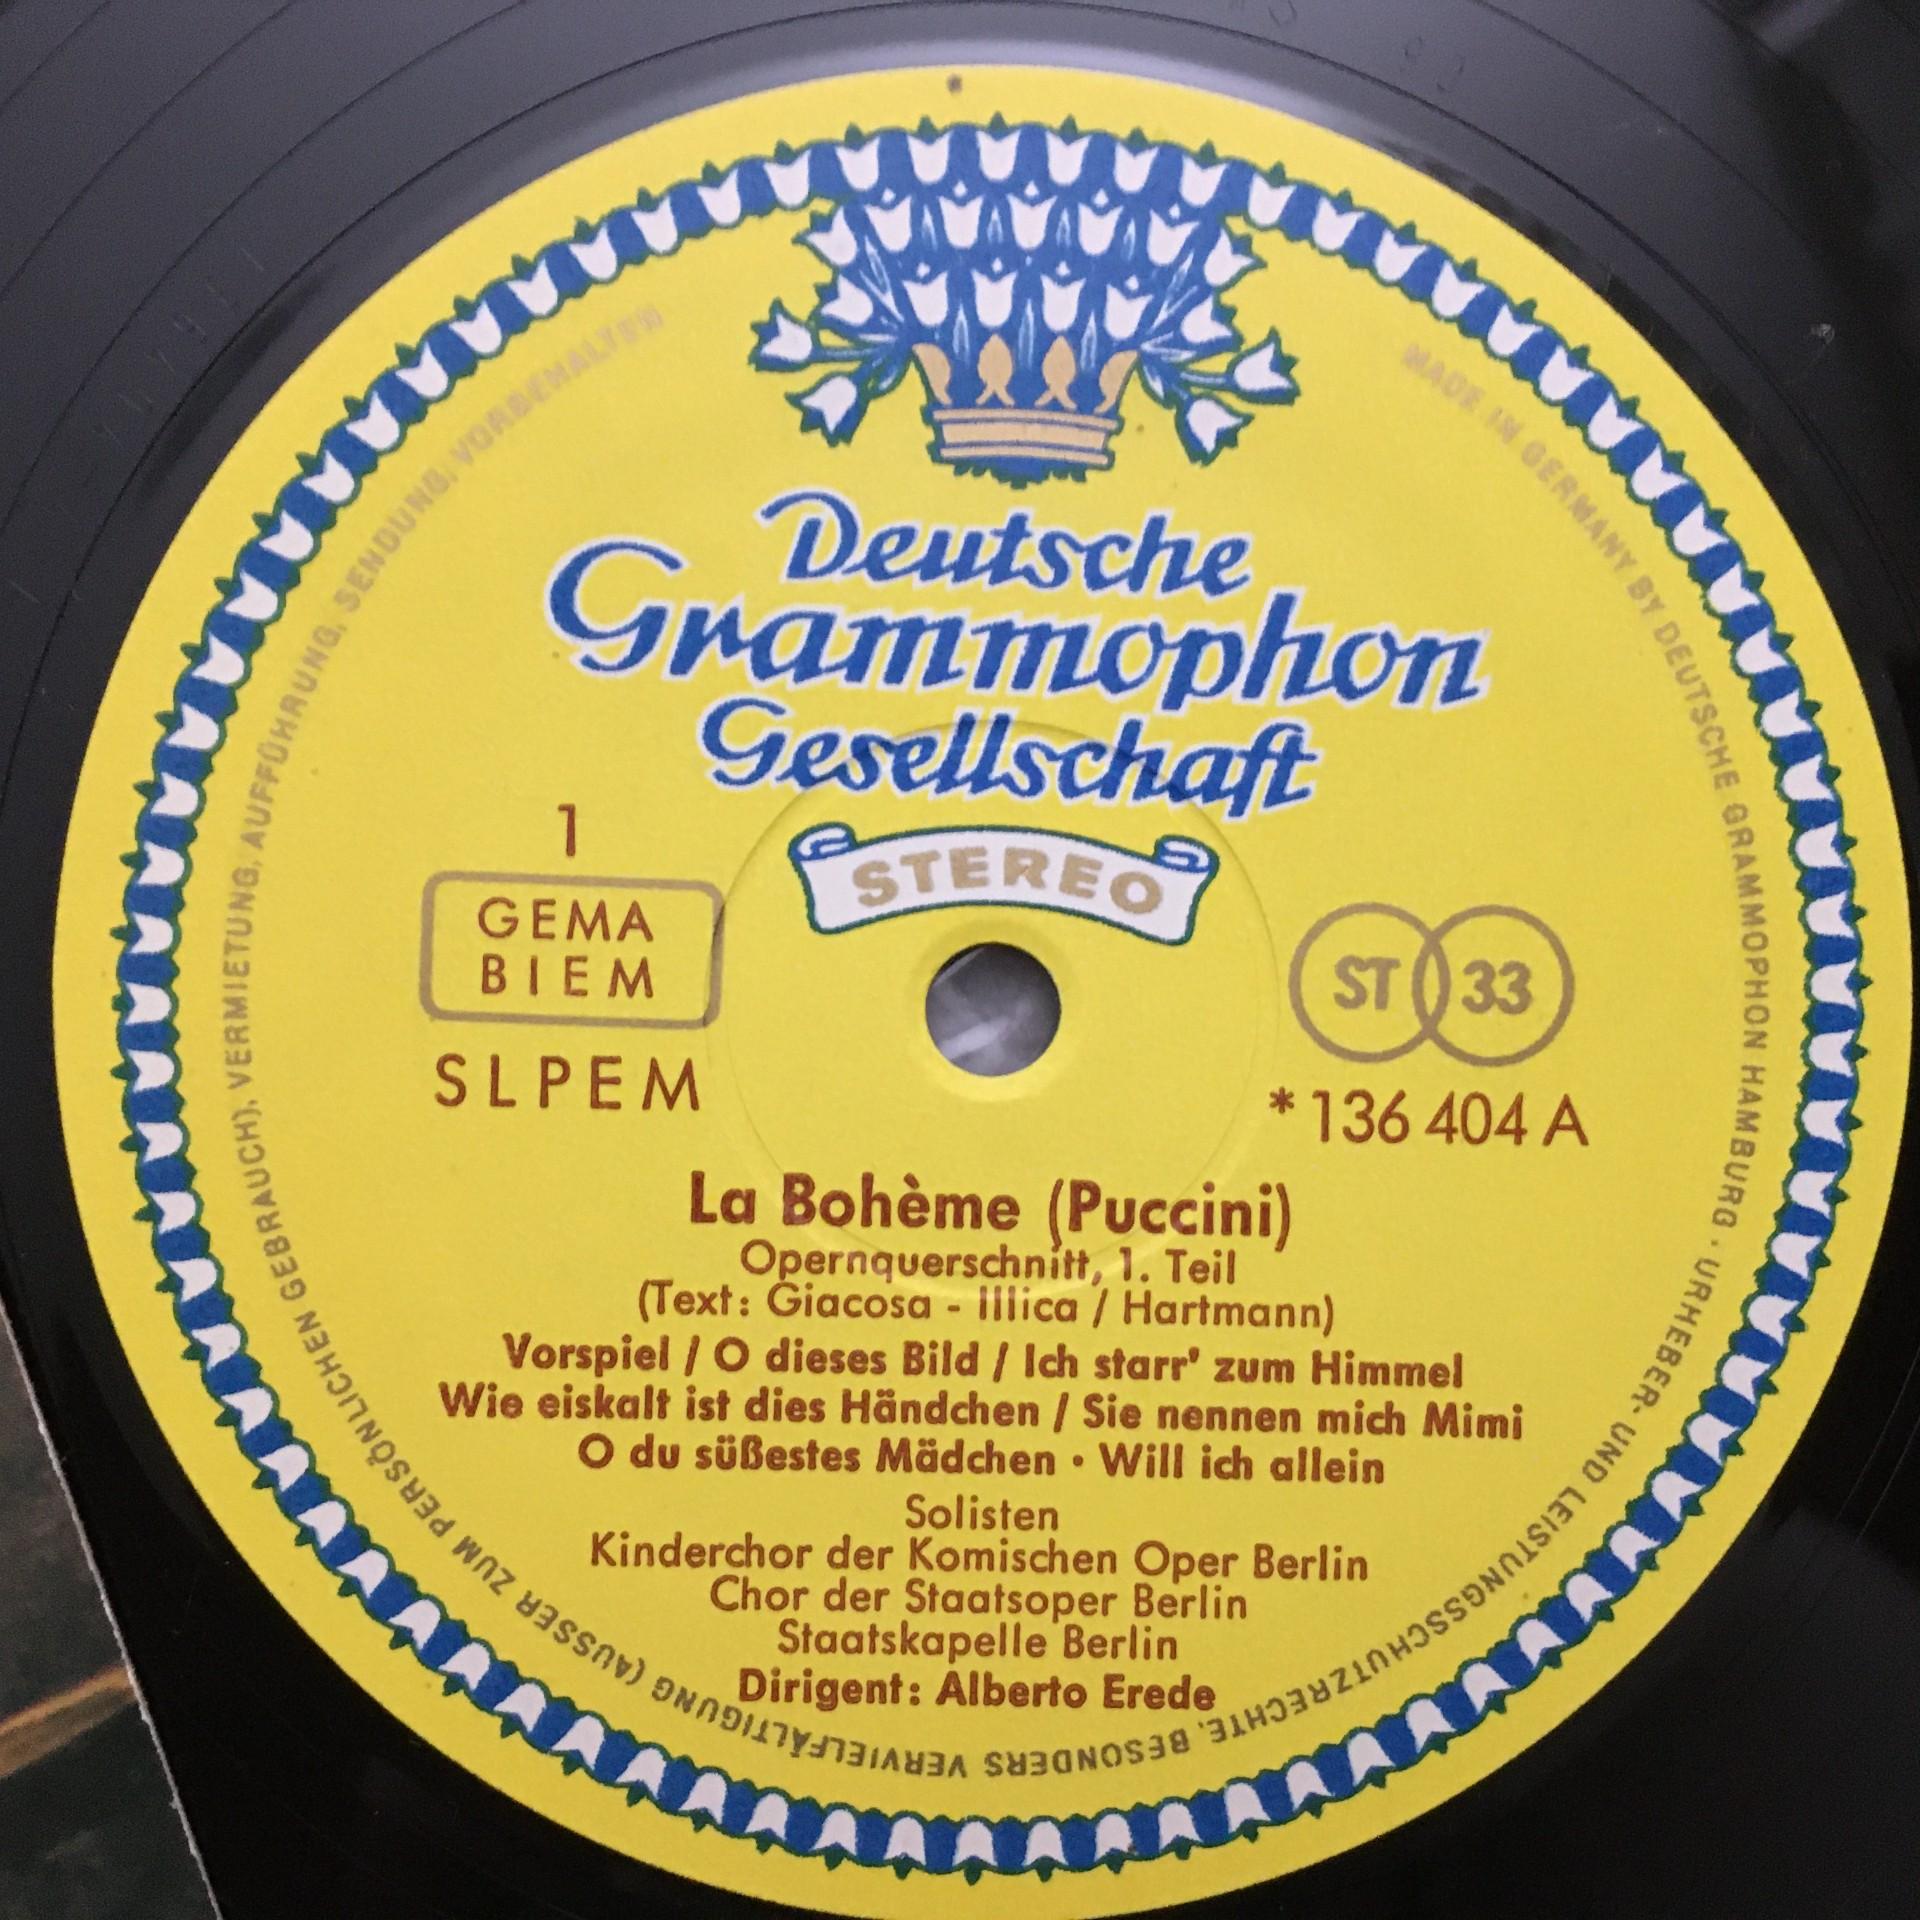 Deutsche
Grammophon
Gesellschaft
STEREO
1
GEMA
BIEM
SLPEM
ST 33
*136 404 A
La Bohème (Puccini)
Opernquerschnitt, 1. Teil
(Text: Giacosa - Illica / Hartmann)
Vorspiel / O dieses Bild / Ich starr' zum Himmel
Wie eiskalt ist dies Händchen / Sie nennen mich Mimi
O du süßestes Mädchen • Will ich allein
Solisten
Kinderchor der Komischen Oper Berlin
Chor der Staatsoper Berlin
Staatskapelle Berlin
Dirigent: Alberto Erede
MADE IN GERMANY BY DEUTSCHE GRAMMOPHON HAMBURG · URHEBER- UND LEISTUNGSSCHUTZRECHTE, BESONDERS VERVIELFÄLTIGUNG (AUSSER ZUM PERSÖNLICHEN GEBRAUCH), VERMIETUNG, AUFFÜHRUNG, SENDUNG, VORBEHALTEN